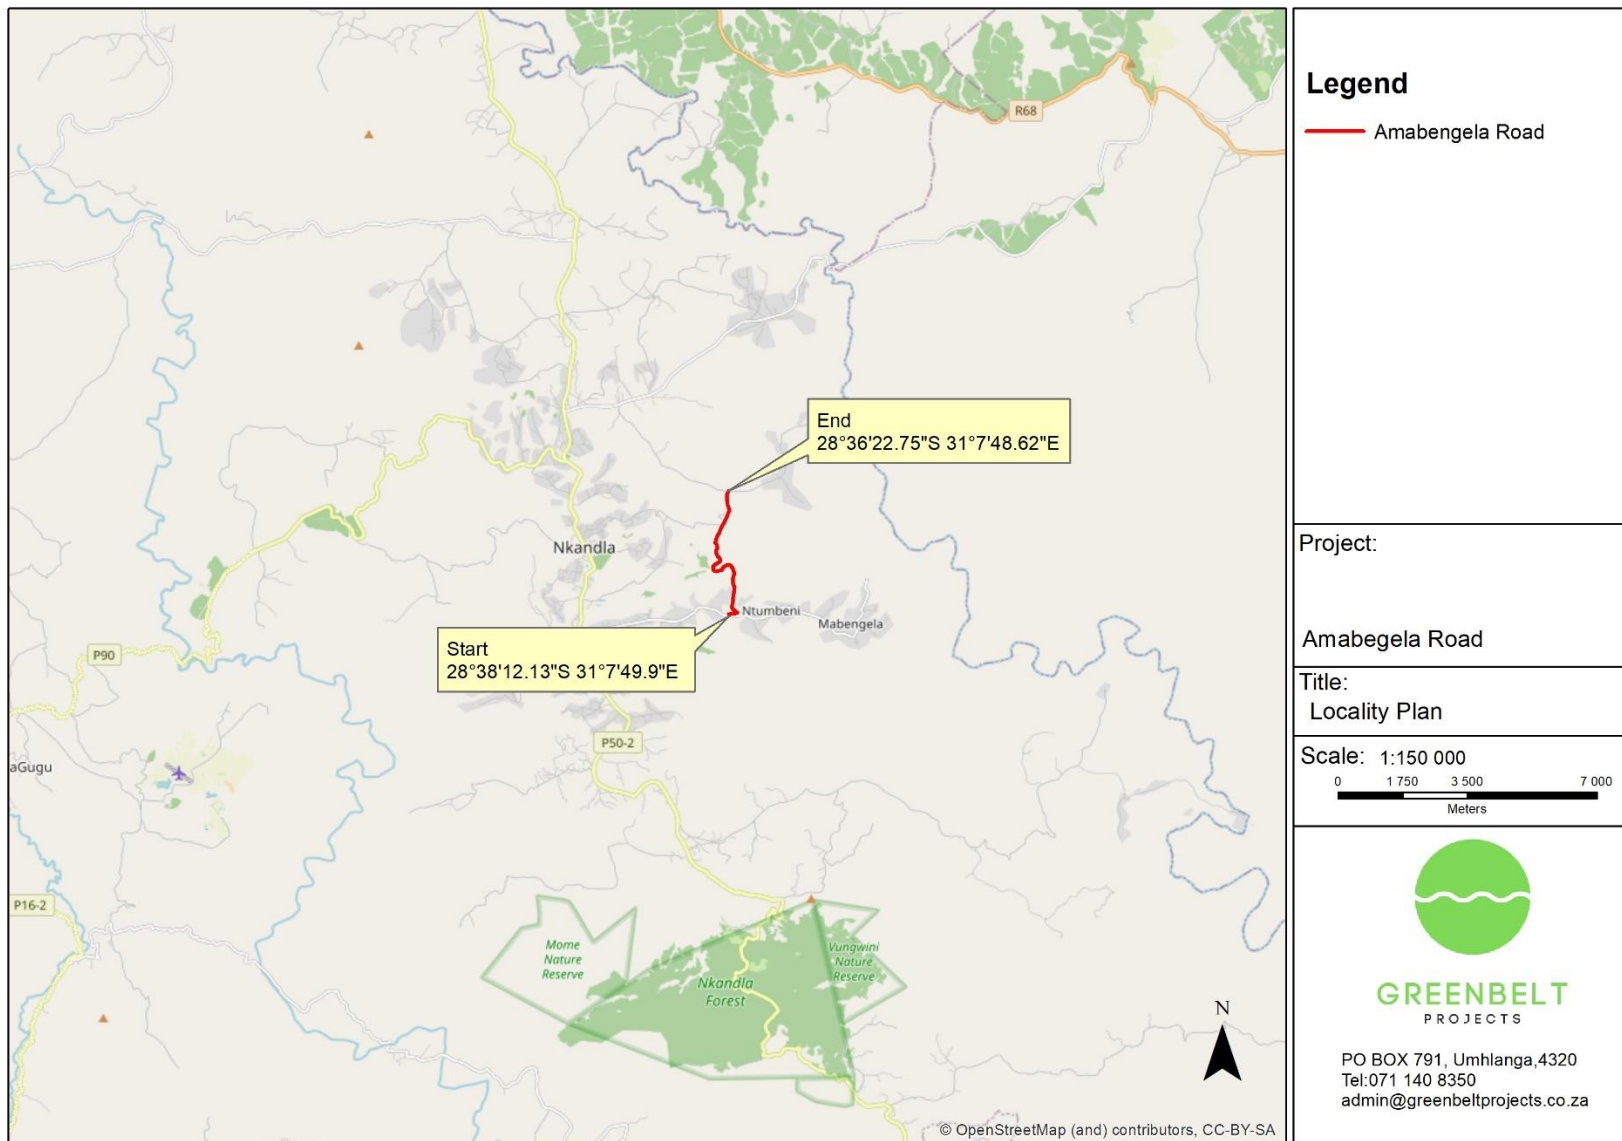 R68
End
28°36'22.75"S 31°7'48.62"E
Nkandla
Ntumbeni
Mabengela
Start
28°38'12.13"S 31°7'49.9"E
P90
P50-2
aGugu
P16-2
Mome
Nature
Reserve
Nkandla
Forest
Vungwini
Nature
Reserve
N
© OpenStreetMap (and) contributors, CC-BY-SA
Legend
Amabengela Road
Project:
Amabegela Road
Title:
Locality Plan
Scale: 1:150 000
0 1 750 3 500 7 000
Meters
GREENBELT
PROJECTS
PO BOX 791, Umhlanga,4320
Tel:071 140 8350
admin@greenbeltprojects.co.za